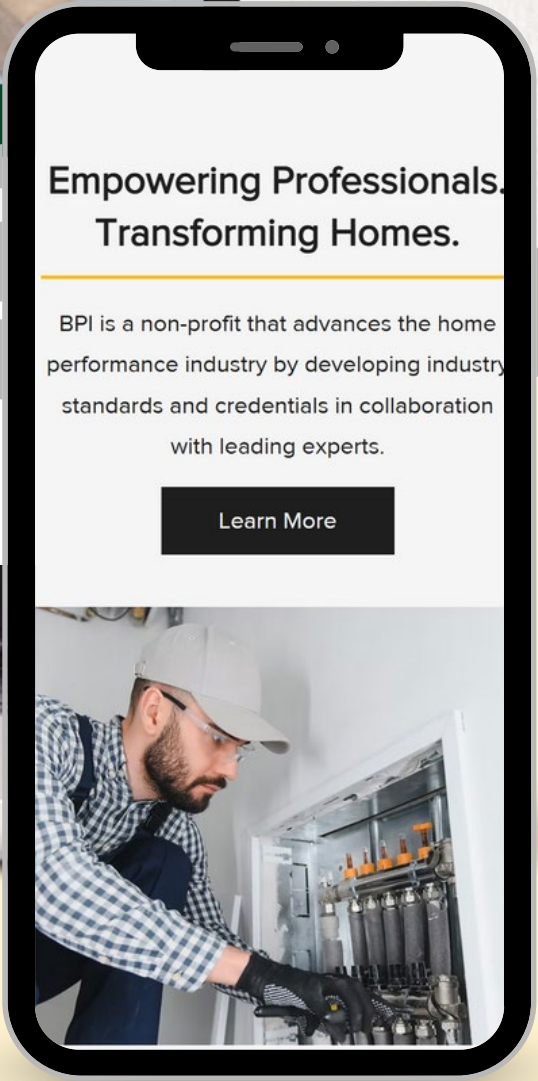 Empowering Professionals.
Transforming Homes.
BPI is a non-profit that advances the home
performance industry by developing industry
standards and credentials in collaboration
with leading experts.
Learn More